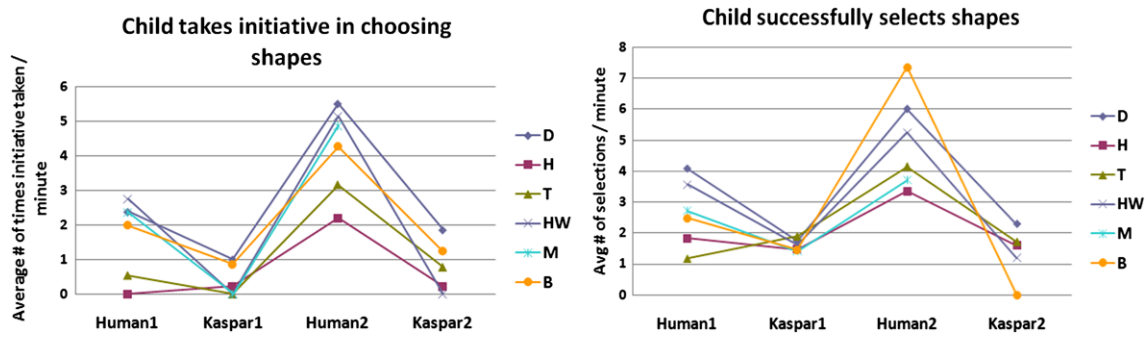 Child takes initiative in choosing
shapes
Average # of times initiative taken /
minute
6
5
4
3
2
1
0
Human1 Kaspar1 Human2 Kaspar2
D
H
T
HW
M
B
Child successfully selects shapes
Avg # of selections / minute
8
7
6
5
4
3
2
1
0
Human1 Kaspar1 Human2 Kaspar2
D
H
T
HW
M
B